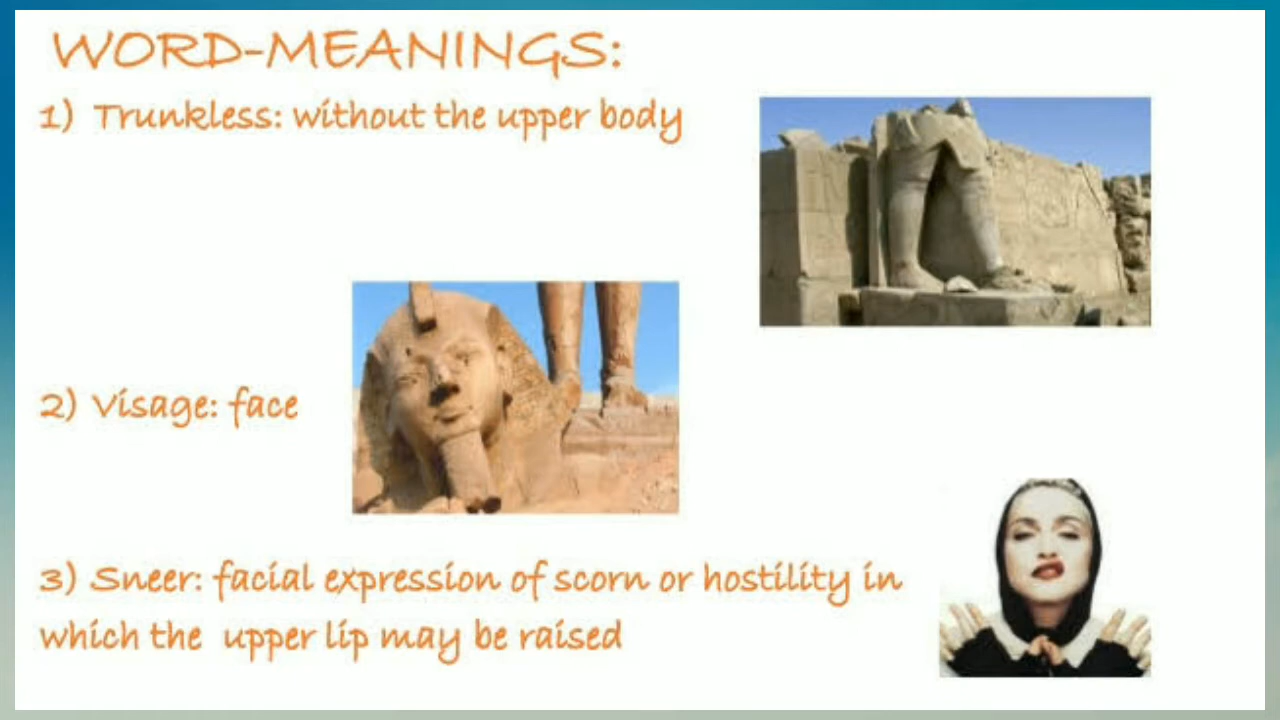 WORD-MEANINGS:
1) Trunkless: without the upper body
2) Visage: face
3) Sneer: facial expression of scorn or hostility in
which the upper lip may be raised